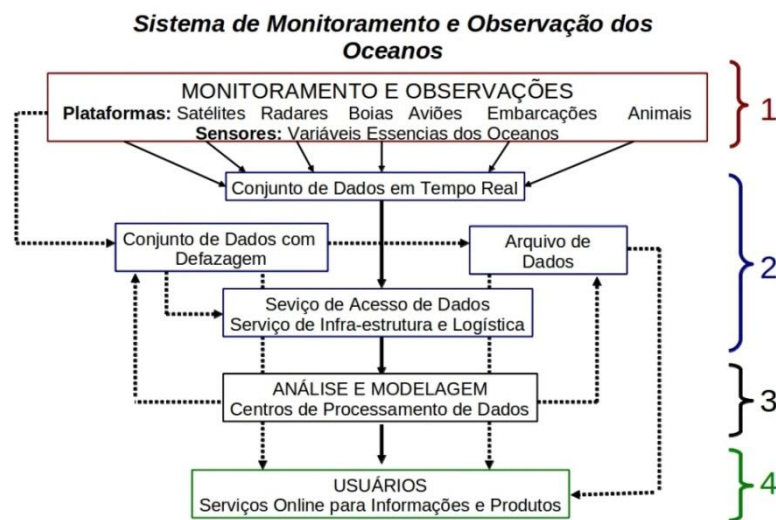 Sistema de Monitoramento e Observação dos
Oceanos
MONITORAMENTO E OBSERVAÇÕES
Plataformas: Satélites Radares Boias Aviões Embarcações Animais
Sensores: Variáveis Essencias dos Oceanos
1
Conjunto de Dados em Tempo Real
Conjunto de Dados com
Defazagem
Arquivo de
Dados
2
Seviço de Acesso de Dados
Serviço de Infra-estrutura e Logística
ANÁLISE E MODELAGEM
Centros de Processamento de Dados
3
USUÁRIOS
Serviços Online para Informações e Produtos
4